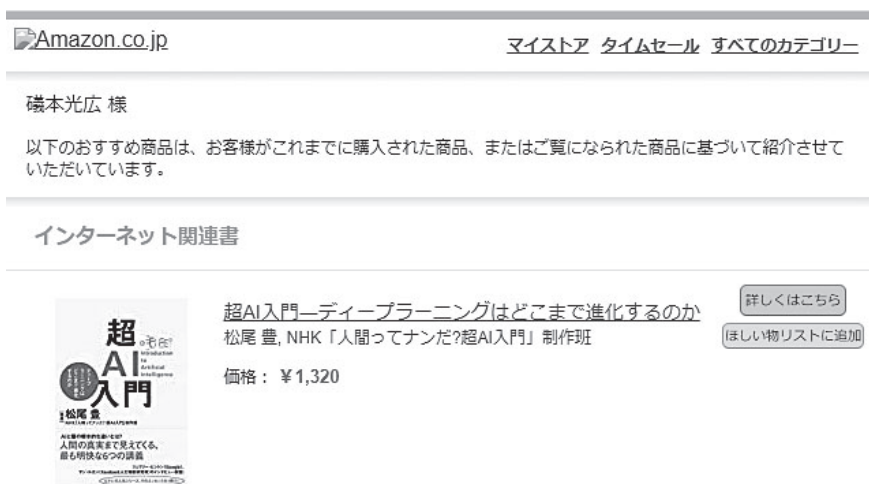 Amazon.co.jp
マイストア タイムセール すべてのカテゴリー
礒本光広 様
以下のおすすめ商品は、お客様がこれまでに購入された商品、またはご覧になられた商品に基づいて紹介させて
いただいています。
インターネット関連書
超AI入門―ディープラーニングはどこまで進化するのか
松尾 豊, NHK「人間ってナンだ?超AI入門」制作班
価格： ￥1,320
詳しくはこちら
ほしい物リストに追加
超
AI
入門
Introduction
to
Artificial
Intelligence
松尾 豊
人間の真実まで見えてくる、
最も明快な6つの講義